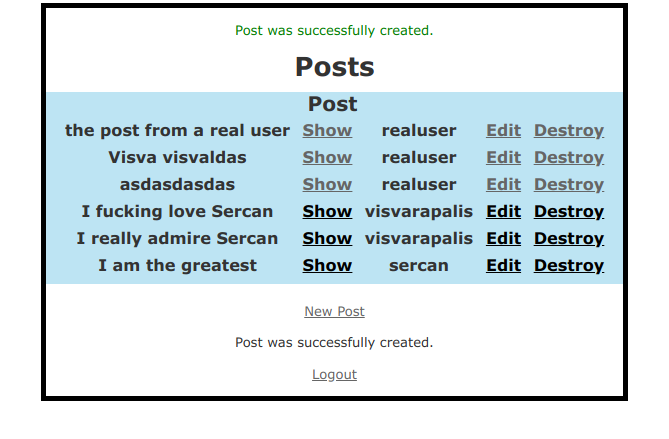 Post was successfully created.
Posts
Post
the post from a real user Show realuser Edit Destroy
Visva visvaldas Show realuser Edit Destroy
asdasdasdas Show realuser Edit Destroy
I fucking love Sercan Show visvarapalis Edit Destroy
I really admire Sercan Show visvarapalis Edit Destroy
I am the greatest Show sercan Edit Destroy
New Post
Post was successfully created.
Logout